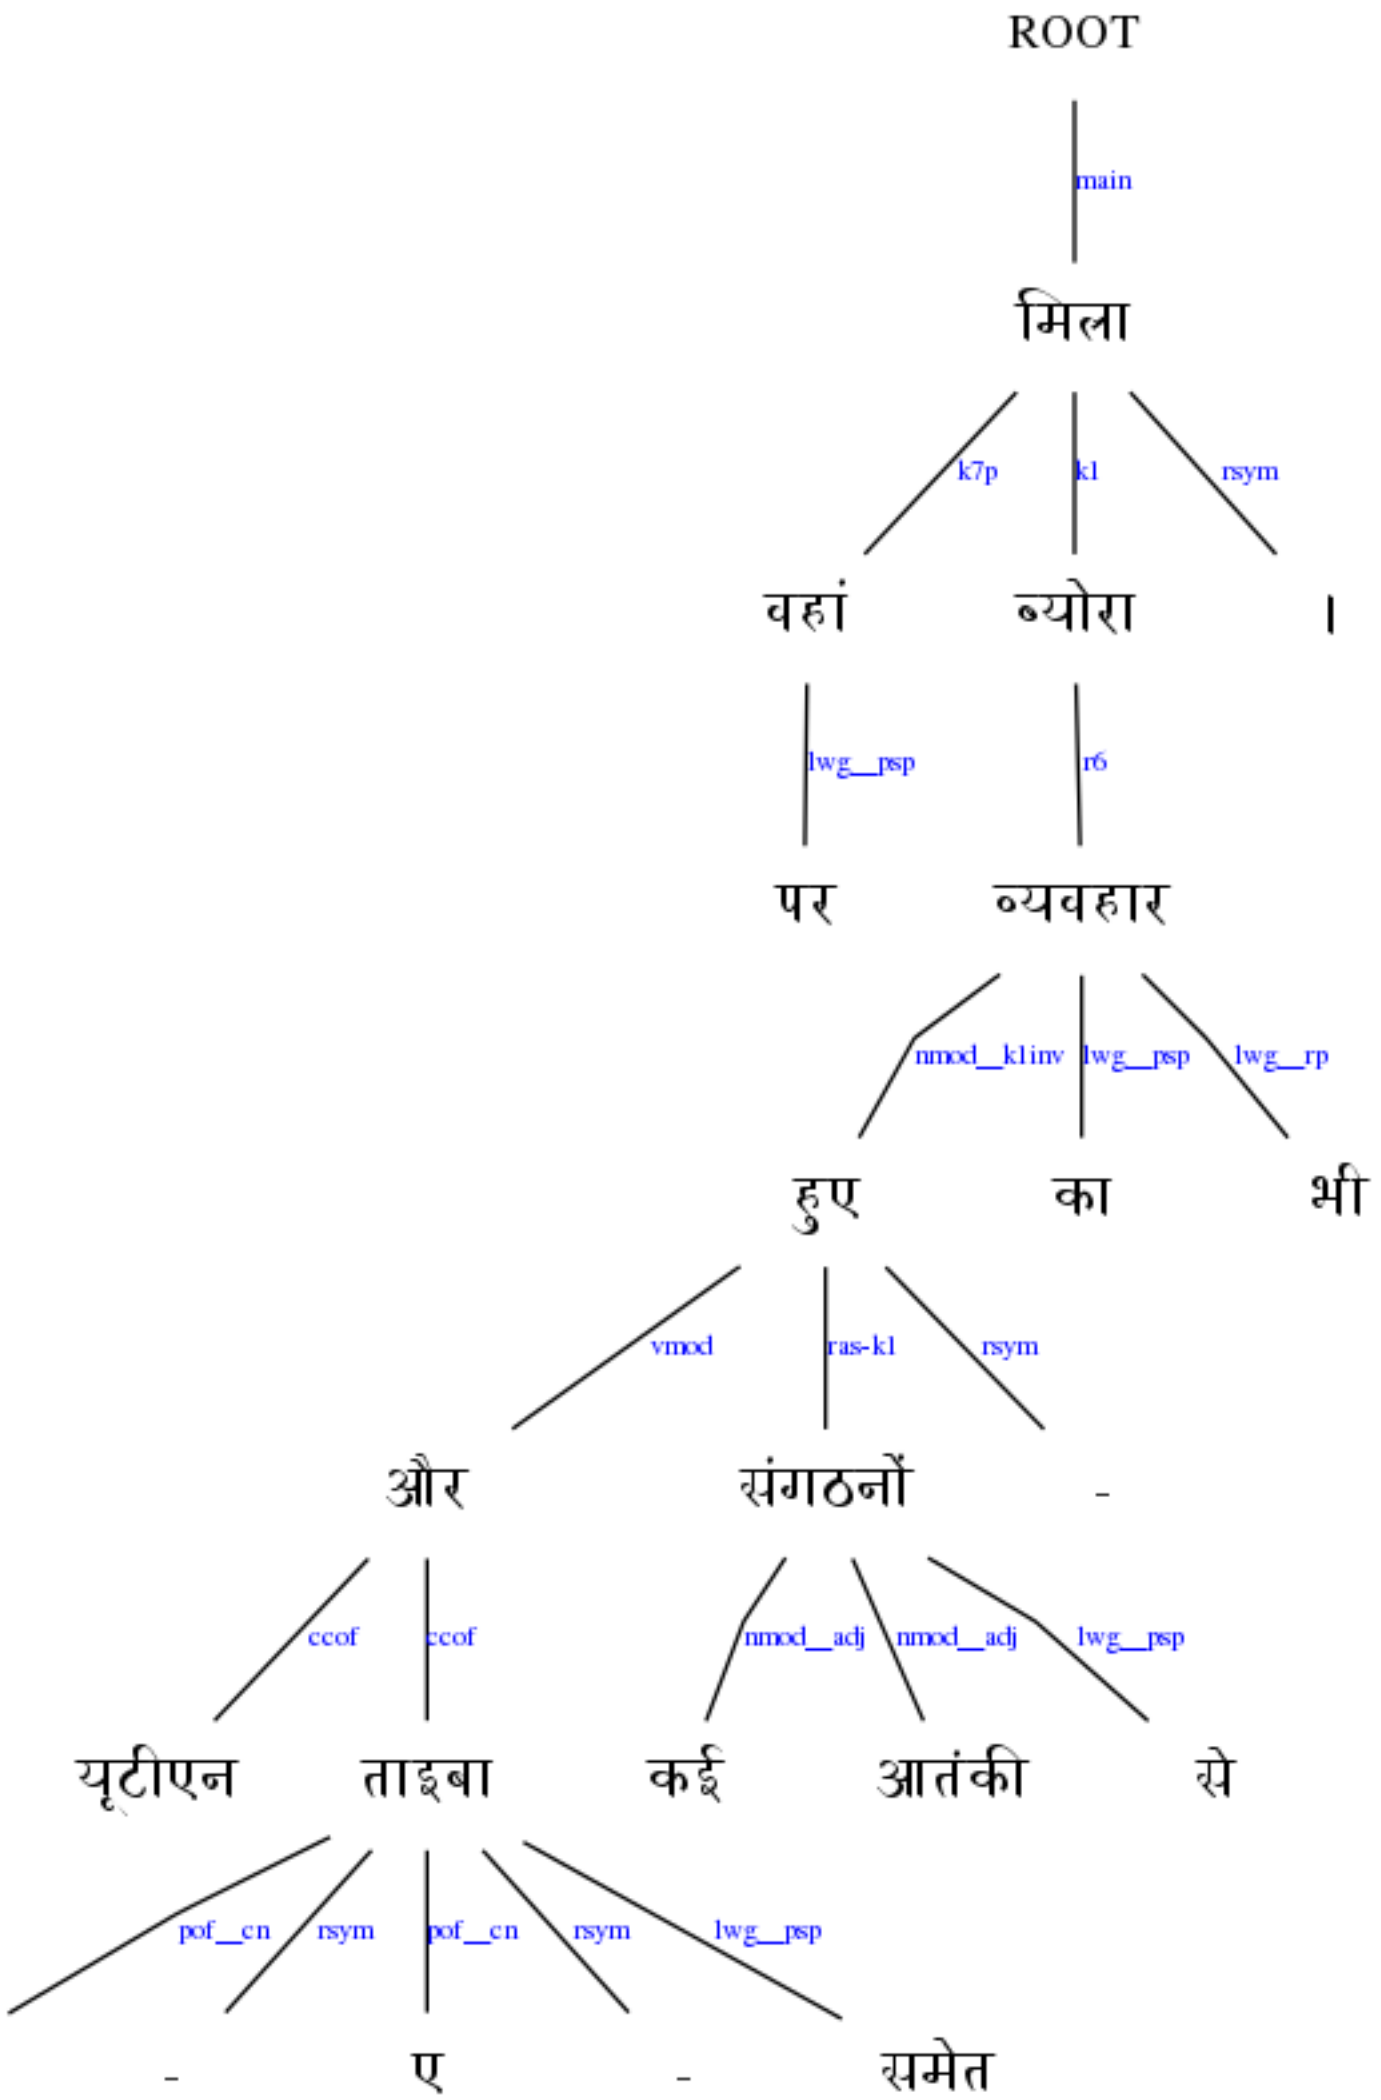 ROOT
main
मिला
k7p k1 rsym
वहां ब्योरा ।
lwg__psp r6
पर व्यवहार
nmod__k1inv lwg__psp lwg__rp
हुए का भी
vmod ras-k1 rsym
और संगठनों -
ccof ccof nmod__adj nmod__adj lwg__psp
यूटीएन ताइबा कई आतंकी से
pof__cn rsym pof__cn rsym lwg__psp
- ए - समेत